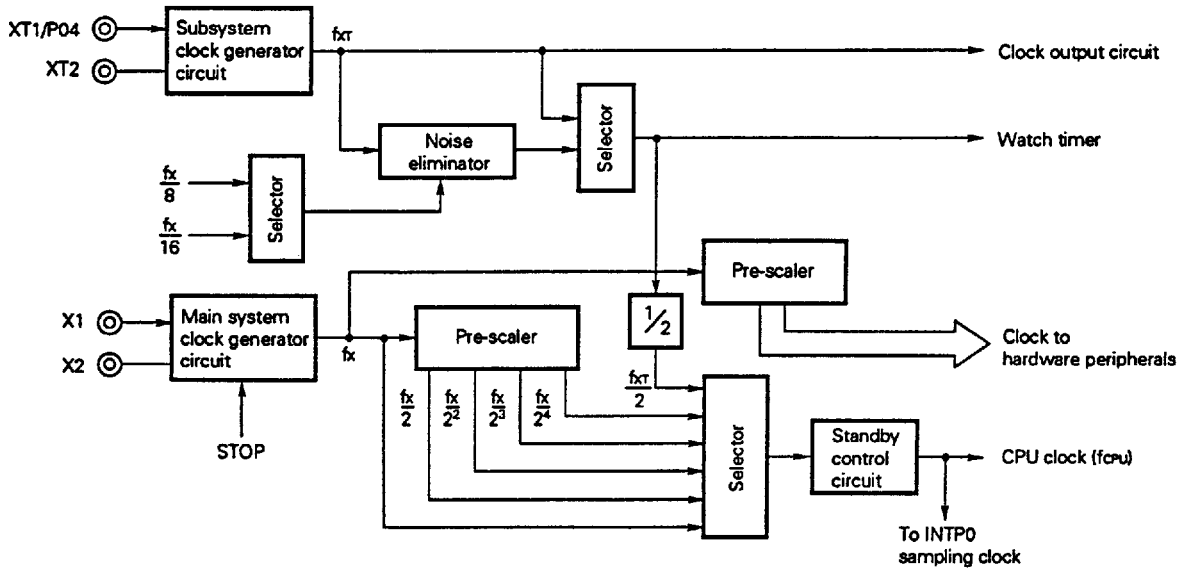 XT1/P04
XT2
Subsystem
clock generator
circuit
fXT
Clock output circuit
Selector
Watch timer
Noise
eliminator
fX
8
fX
16
Selector
Pre-scaler
X1
X2
Main system
clock generator
circuit
fX
Pre-scaler
1/2
Clock to
hardware peripherals
fX
2
fX
2²
fX
2³
fX
2⁴
fXT
2
STOP
Selector
Standby
control
circuit
CPU clock (fCPU)
To INTP0
sampling clock